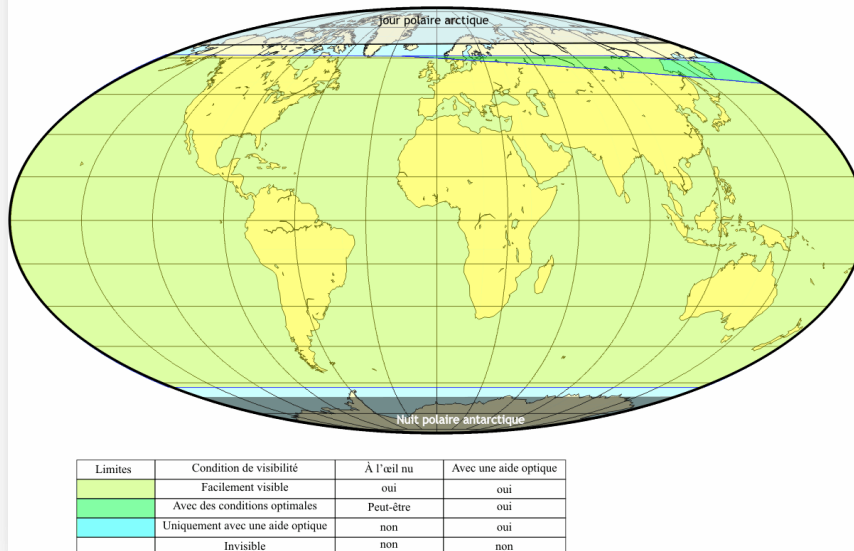 jour polaire arctique
Nuit polaire antarctique
Limites Condition de visibilité À l'œil nu Avec une aide optique
Facilement visible oui oui
Avec des conditions optimales Peut-être oui
Uniquement avec une aide optique non oui
Invisible non non